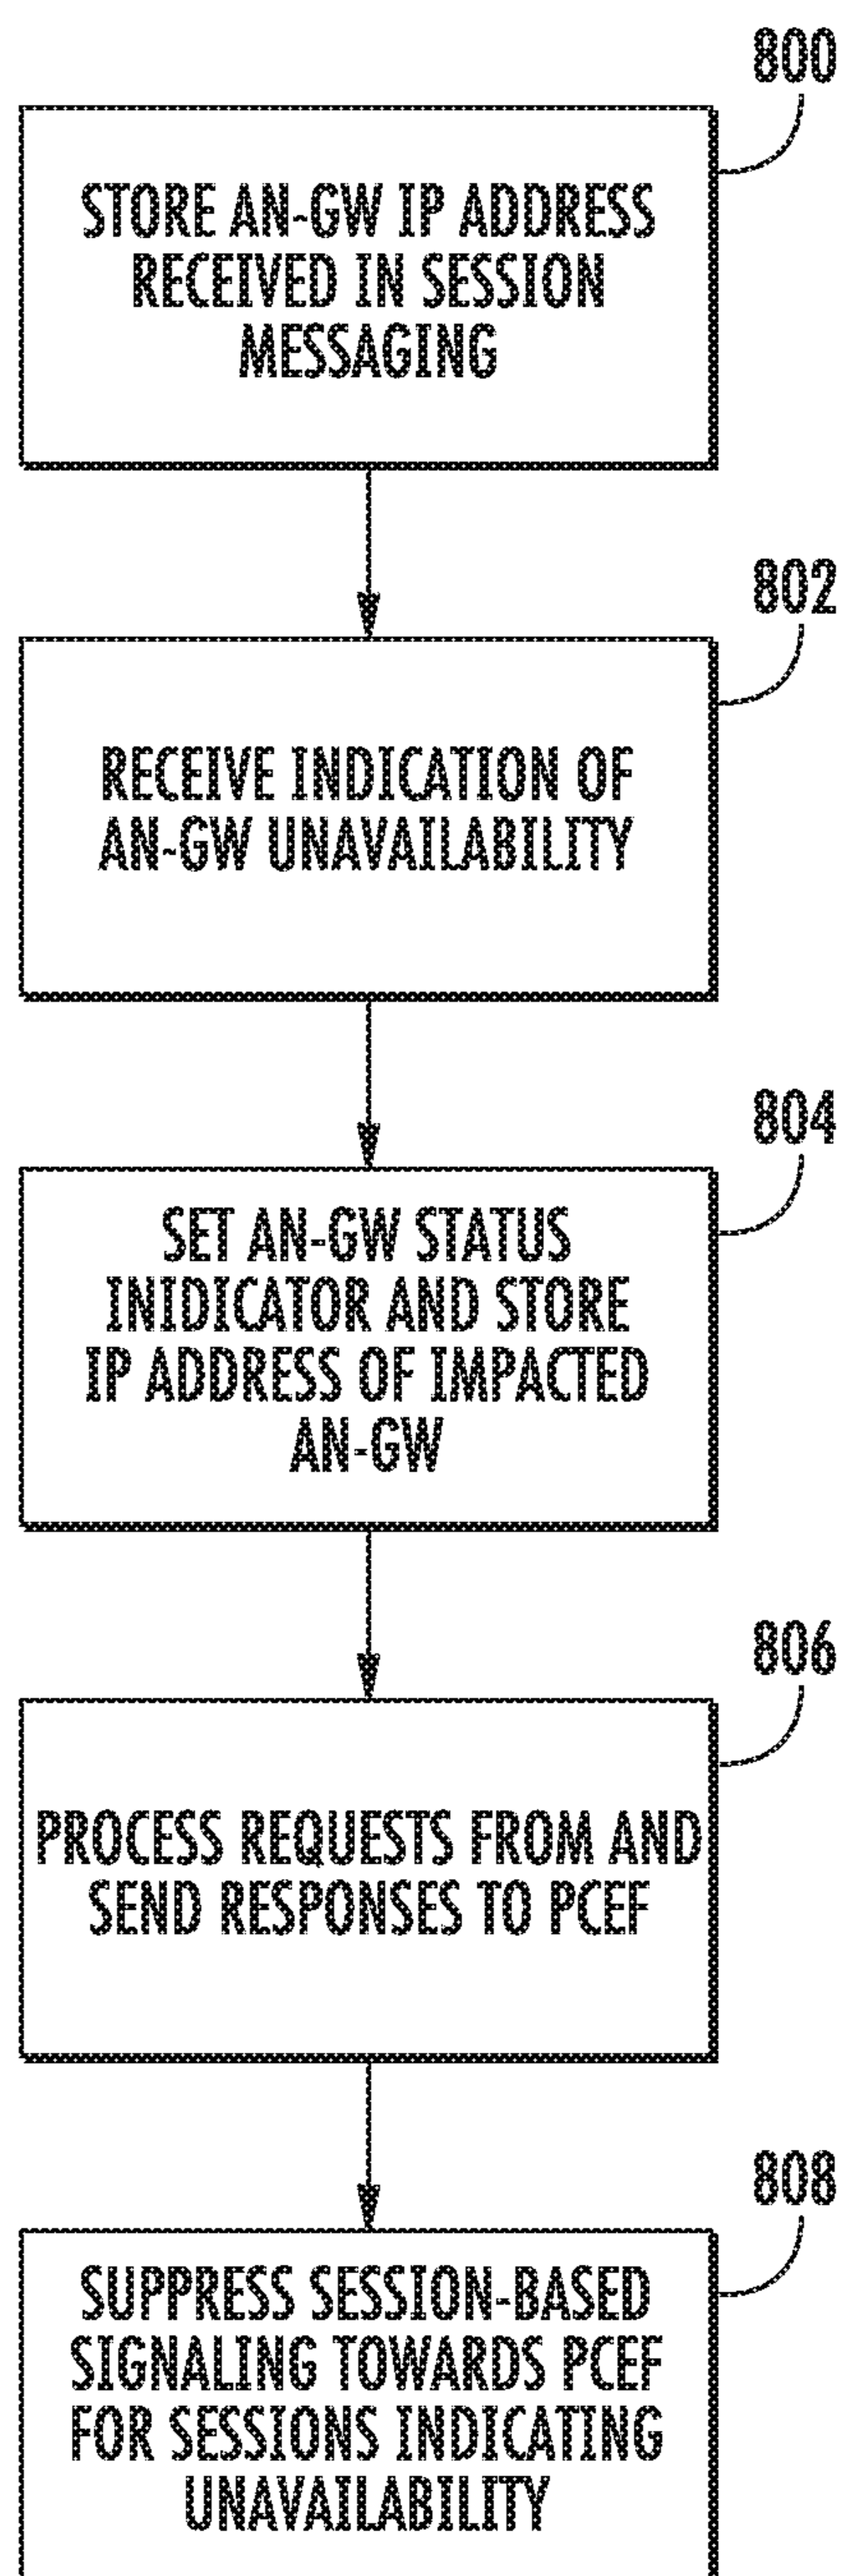 800
STORE AN-GW IP ADDRESS
RECEIVED IN SESSION
MESSAGING
802
RECEIVE INDICATION OF
AN-GW UNAVAILABILITY
804
SET AN-GW STATUS
INIDICATOR AND STORE
IP ADDRESS OF IMPACTED
AN-GW
806
PROCESS REQUESTS FROM AND
SEND RESPONSES TO PCEF
808
SUPPRESS SESSION-BASED
SIGNALING TOWARDS PCEF
FOR SESSIONS INDICATING
UNAVAILABILITY